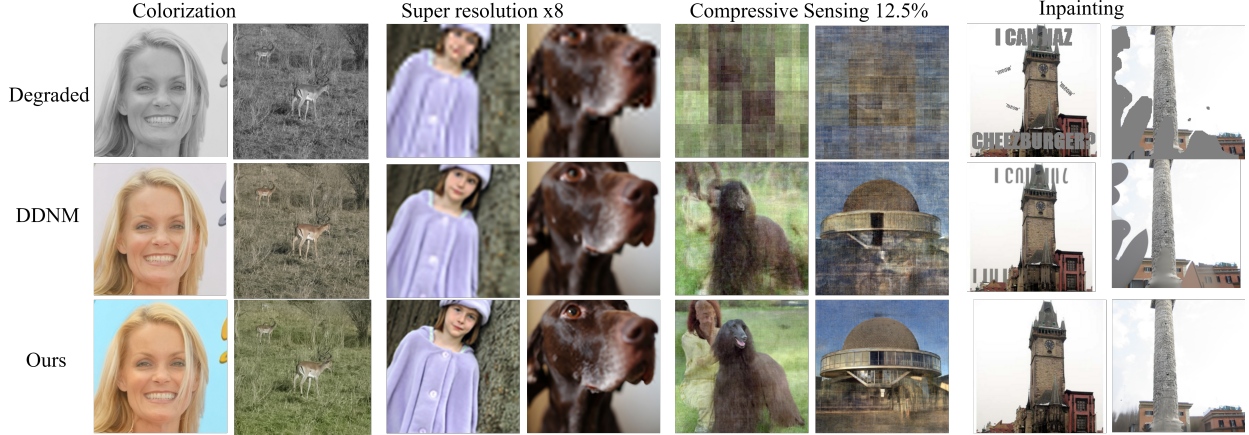 Colorization Super resolution x8 Compressive Sensing 12.5% Inpainting
Degraded
I CAN HAZ
CHEEZBURGER?
DDNM
Ours